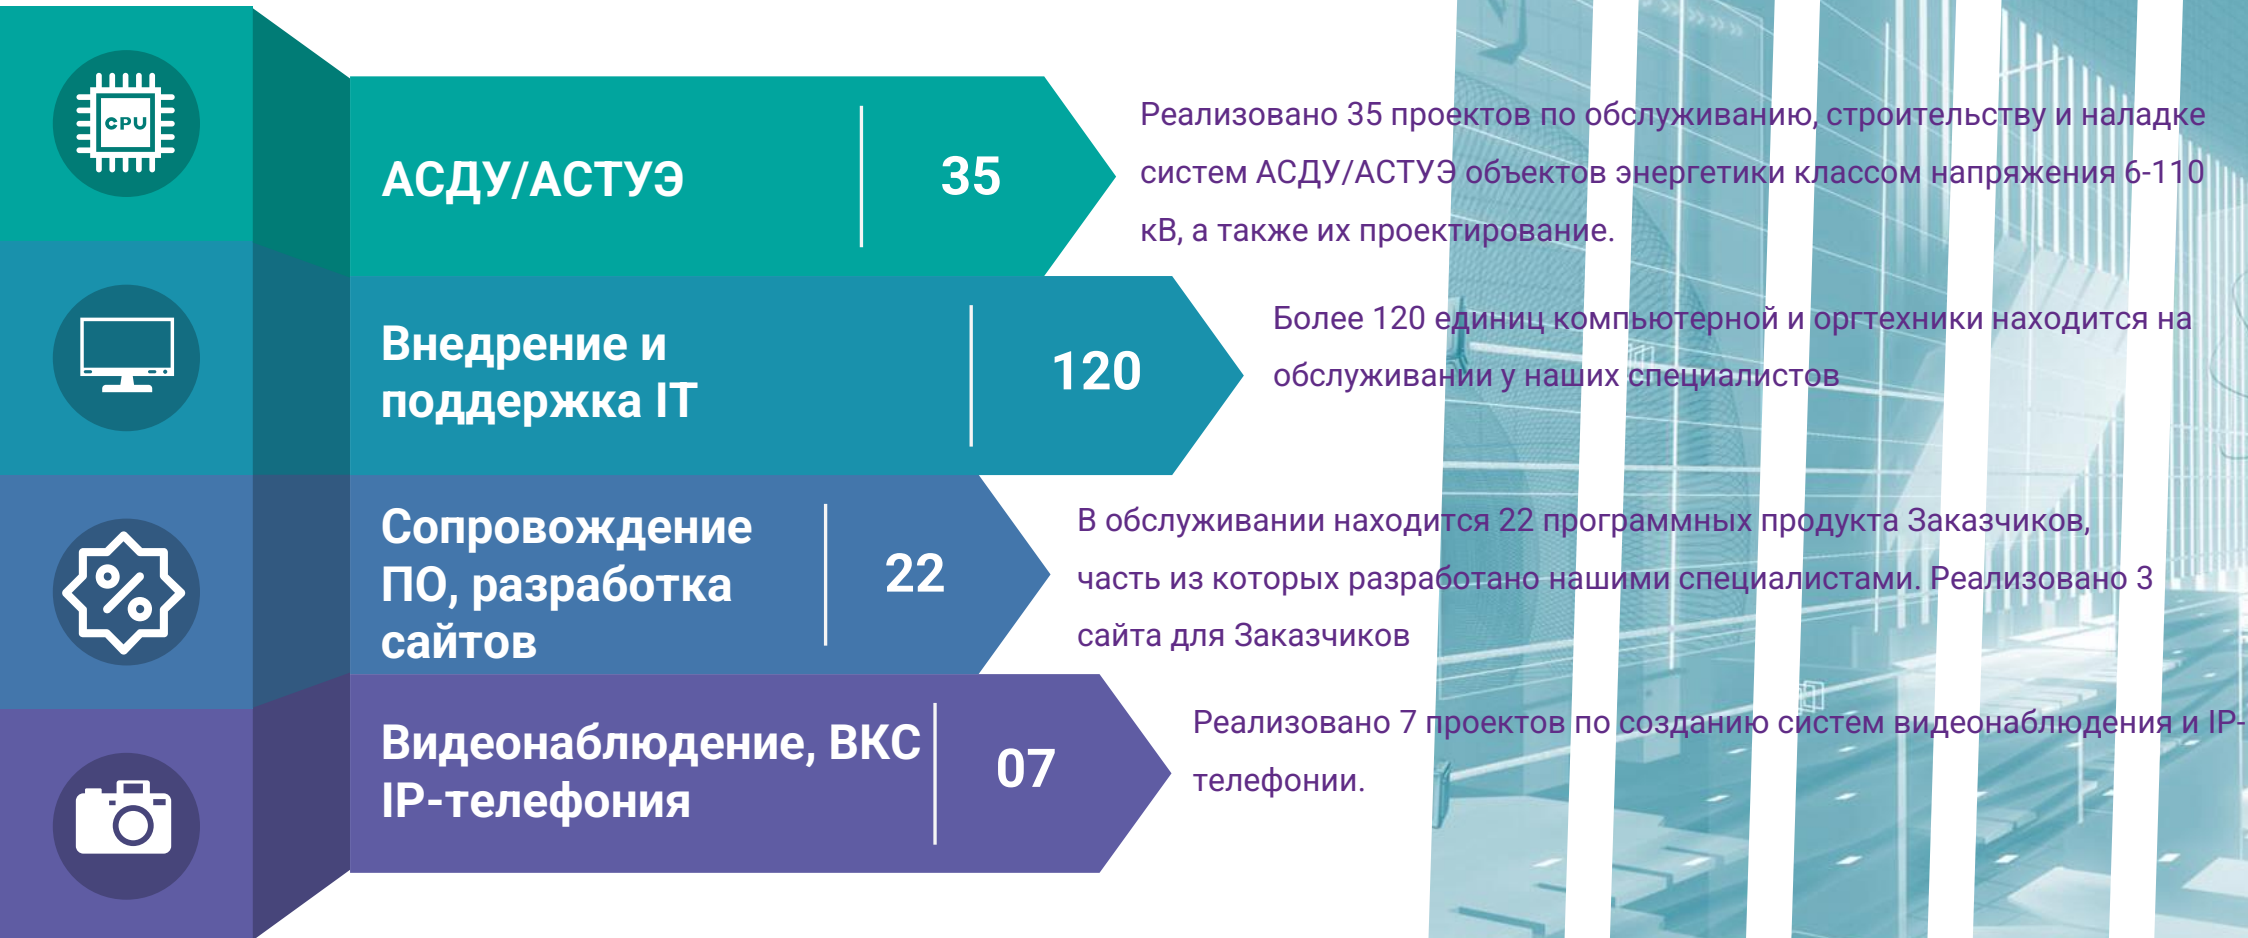 CPU
АСДУ/АСТУЭ
35
Реализовано 35 проектов по обслуживанию, строительству и наладке
систем АСДУ/АСТУЭ объектов энергетики классом напряжения 6-110
кВ, а также их проектирование.
Внедрение и
поддержка IT
120
Более 120 единиц компьютерной и оргтехники находится на
обслуживании у наших специалистов
Сопровождение
ПО, разработка
сайтов
22
В обслуживании находится 22 программных продукта Заказчиков,
часть из которых разработано нашими специалистами. Реализовано 3
сайта для Заказчиков
Видеонаблюдение, ВКС
IP-телефония
07
Реализовано 7 проектов по созданию систем видеонаблюдения и IP-
телефонии.